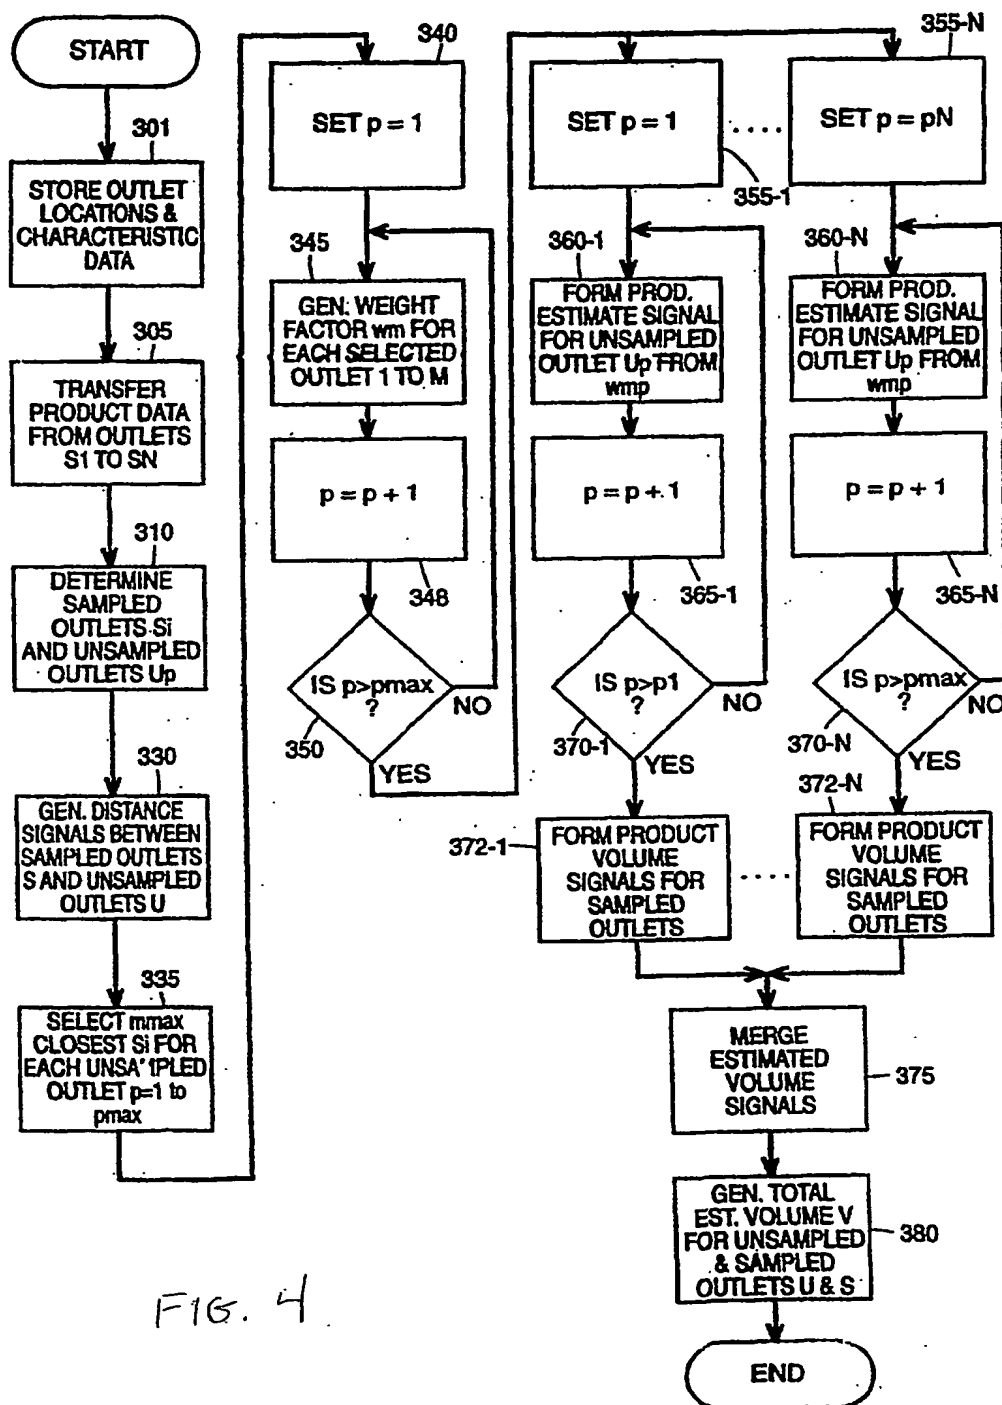 START
301
STORE OUTLET
LOCATIONS &
CHARACTERISTIC
DATA
305
TRANSFER
PRODUCT DATA
FROM OUTLETS
S1 TO SN
310
DETERMINE
SAMPLED
OUTLETS Si
AND UNSAMPLED
OUTLETS Up
330
GEN. DISTANCE
SIGNALS BETWEEN
SAMPLED OUTLETS
S AND UNSAMPLED
OUTLETS U
335
SELECT mmax
CLOSEST Si FOR
EACH
OUTLET p=1 to
pmax
340
SET p = 1
345
GEN. WEIGHT
FACTOR wm FOR
EACH SELECTED
OUTLET 1 TO M
p = p + 1
348
IS p>pmax
?
NO
350
YES
SET p = 1
355-1
360-1
FORM PROD.
ESTIMATE SIGNAL
FOR UNSAMPLED
OUTLET Up FROM
wmp
p = p + 1
365-1
IS p>p1
?
NO
370-1
YES
372-1
FORM PRODUCT
VOLUME
SIGNALS FOR
SAMPLED
OUTLETS
. . . .
355-N
SET p = pN
360-N
FORM PROD.
ESTIMATE SIGNAL
FOR UNSAMPLED
OUTLET Up FROM
wmp
p = p + 1
365-N
IS p>pmax
?
NO
370-N
YES
372-N
FORM PRODUCT
VOLUME
SIGNALS FOR
SAMPLED
OUTLETS
. . . .
MERGE
ESTIMATED
VOLUME
SIGNALS
375
GEN. TOTAL
EST. VOLUME V
FOR UNSAMPLED
& SAMPLED
OUTLETS U & S
380
END
FIG. 4